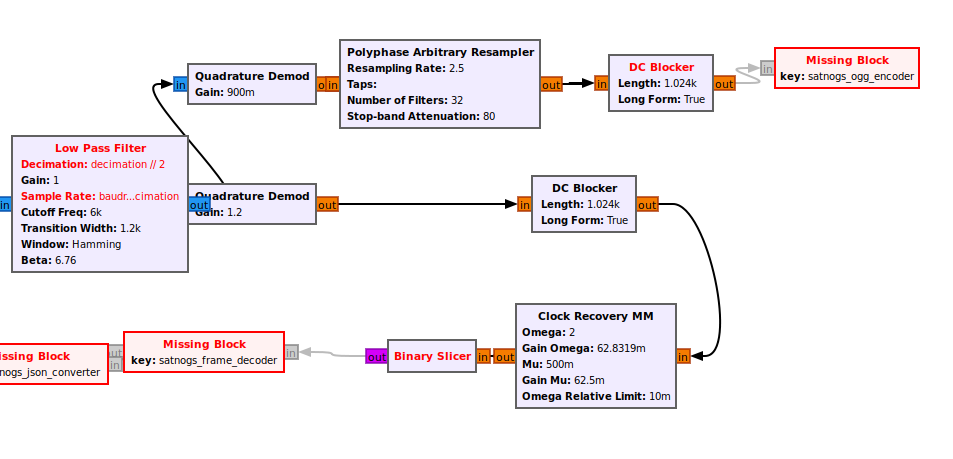 Quadrature Demod
Gain: 900m
in
o
in
Polyphase Arbitrary Resampler
Resampling Rate: 2.5
Taps:
Number of Filters: 32
Stop-band Attenuation: 80
out
in
DC Blocker
Length: 1.024k
Long Form: True
out
in
Missing Block
key: satnogs_ogg_encoder
in
Low Pass Filter
Decimation: decimation // 2
Gain: 1
Sample Rate: baudr...cimation
Cutoff Freq: 6k
Transition Width: 1.2k
Window: Hamming
Beta: 6.76
out
Quadrature Demod
Gain: 1.2
out
in
DC Blocker
Length: 1.024k
Long Form: True
out
Clock Recovery MM
Omega: 2
Gain Omega: 62.8319m
Mu: 500m
Gain Mu: 62.5m
Omega Relative Limit: 10m
in
out
in
Binary Slicer
out
in
Missing Block
key: satnogs_frame_decoder
ut
in
issing Block
nogs_json_converter